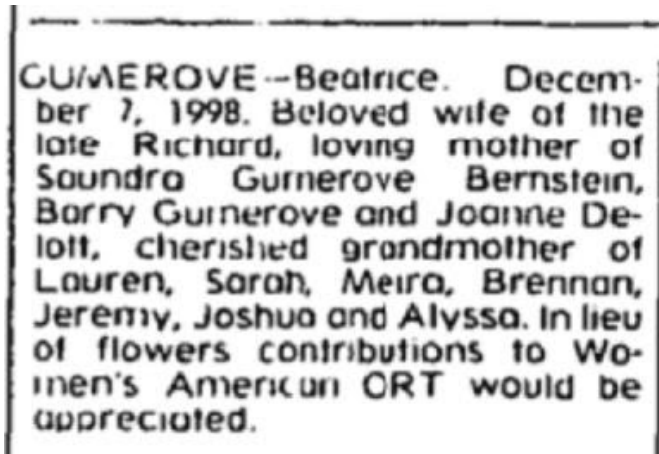 GUMEROVE--Beatrice. Decem-
ber 7, 1998. Beloved wife of the
late Richard, loving mother of
Saundra Gumerove Bernstein,
Barry Gumerove and Joanne De-
lott, cherished grandmother of
Lauren, Sarah, Meira, Brennan,
Jeremy, Joshua and Alyssa. In lieu
of flowers contributions to Wo-
men's American ORT would be
appreciated.